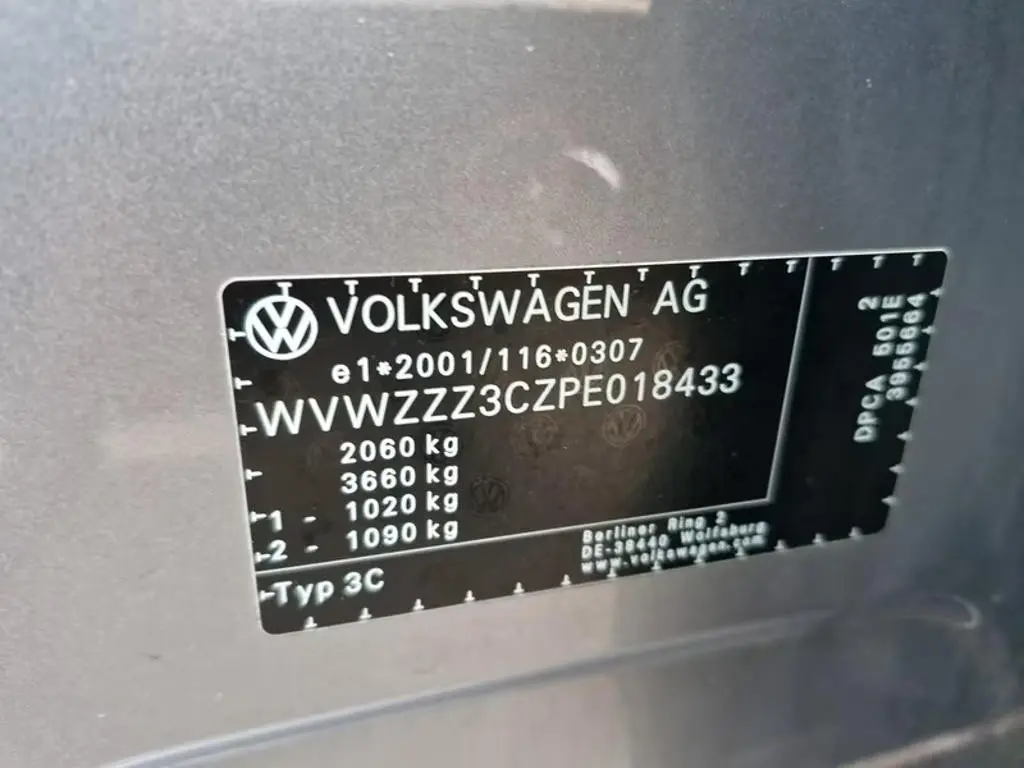 VOLKSWAGEN AG
e1*2001/116*0307
WVWZZZ3CZPE018433
2060 kg
3660 kg
1 - 1020 kg
2 - 1090 kg
Typ 3C
Berliner Ring 2
DE-38440 Wolfsburg
www.volkswagen.com
2
DPCA 501E
3955664